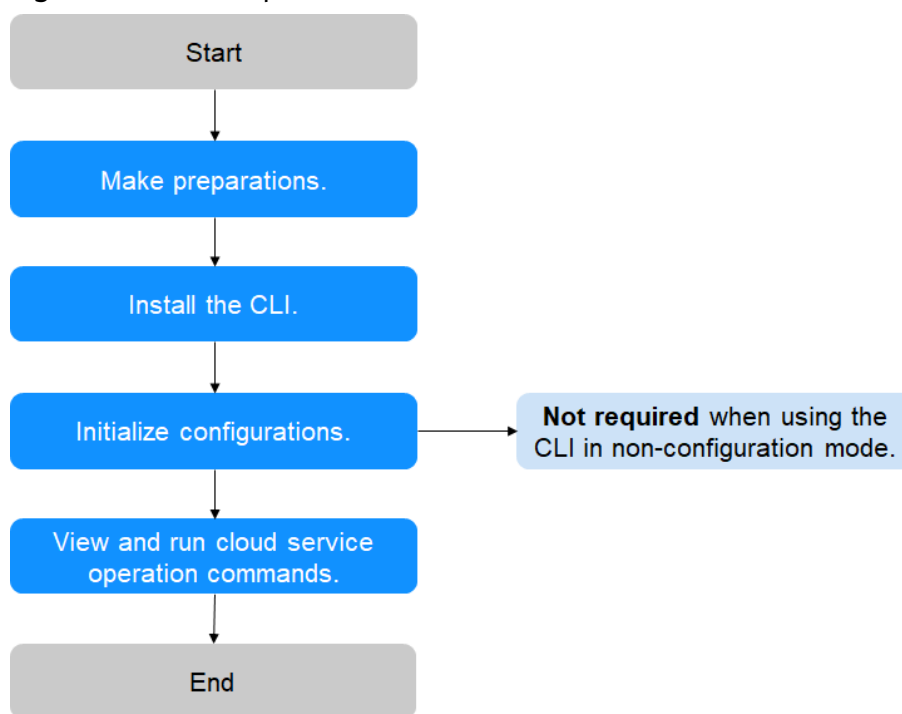 Start
Make preparations.
Install the CLI.
Initialize configurations.
Not required when using the
CLI in non-configuration mode.
View and run cloud service
operation commands.
End